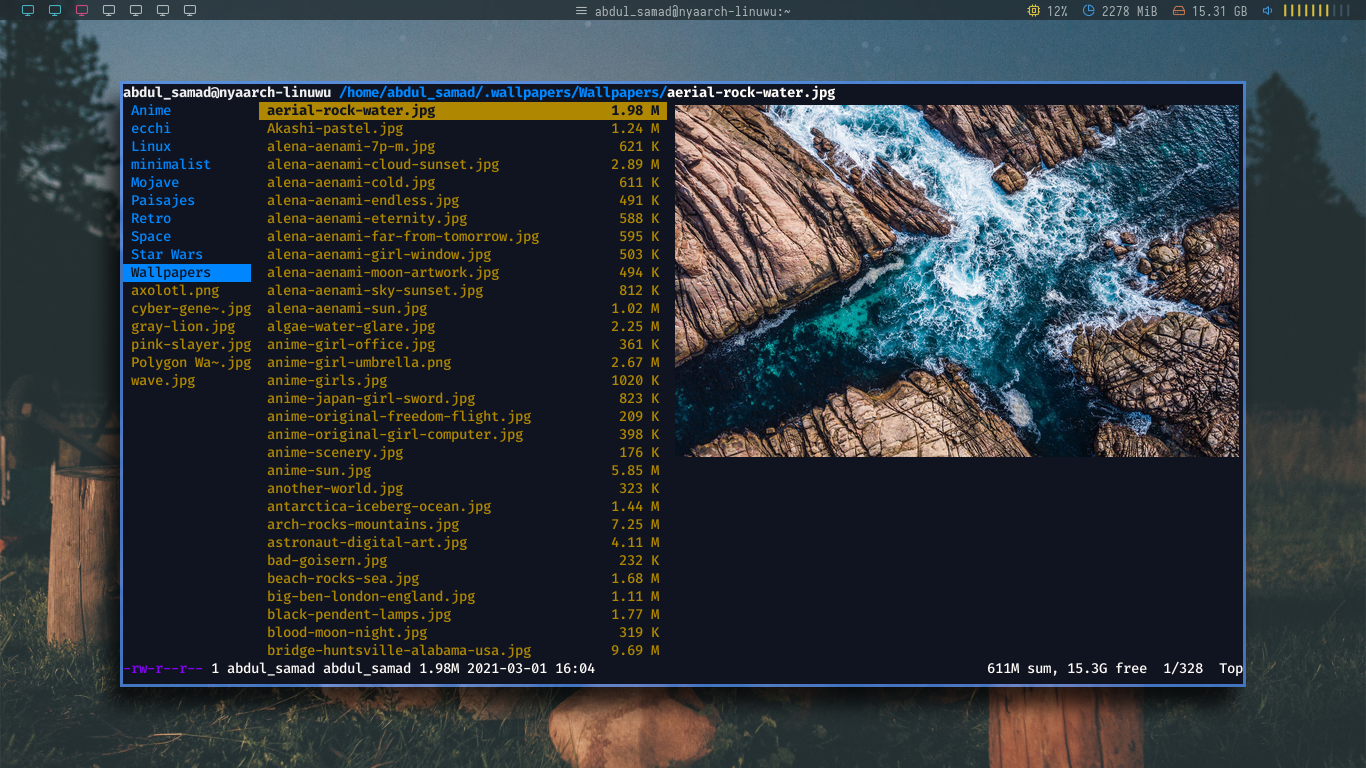 abdul_samad@nyaarch-linuwu:~ 12% 2278 MiB 15.31 GB
abdul_samad@nyaarch-linuwu /home/abdul_samad/.wallpapers/Wallpapers/aerial-rock-water.jpg
Anime aerial-rock-water.jpg 1.98 M
ecchi Akashi-pastel.jpg 1.24 M
Linux alena-aenami-7p-m.jpg 621 K
minimalist alena-aenami-cloud-sunset.jpg 2.89 M
Mojave alena-aenami-cold.jpg 611 K
Paisajes alena-aenami-endless.jpg 491 K
Retro alena-aenami-eternity.jpg 588 K
Space alena-aenami-far-from-tomorrow.jpg 595 K
Star Wars alena-aenami-girl-window.jpg 503 K
Wallpapers alena-aenami-moon-artwork.jpg 494 K
axolotl.png alena-aenami-sky-sunset.jpg 812 K
cyber-gene~.jpg alena-aenami-sun.jpg 1.02 M
gray-lion.jpg algae-water-glare.jpg 2.25 M
pink-slayer.jpg anime-girl-office.jpg 361 K
Polygon Wa~.jpg anime-girl-umbrella.png 2.67 M
wave.jpg anime-girls.jpg 1020 K
anime-japan-girl-sword.jpg 823 K
anime-original-freedom-flight.jpg 209 K
anime-original-girl-computer.jpg 398 K
anime-scenery.jpg 176 K
anime-sun.jpg 5.85 M
another-world.jpg 323 K
antarctica-iceberg-ocean.jpg 1.44 M
arch-rocks-mountains.jpg 7.25 M
astronaut-digital-art.jpg 4.11 M
bad-goisern.jpg 232 K
beach-rocks-sea.jpg 1.68 M
big-ben-london-england.jpg 1.11 M
black-pendent-lamps.jpg 1.77 M
blood-moon-night.jpg 319 K
bridge-huntsville-alabama-usa.jpg 9.69 M
-rw-r--r-- 1 abdul_samad abdul_samad 1.98M 2021-03-01 16:04 611M sum, 15.3G free 1/328 Top